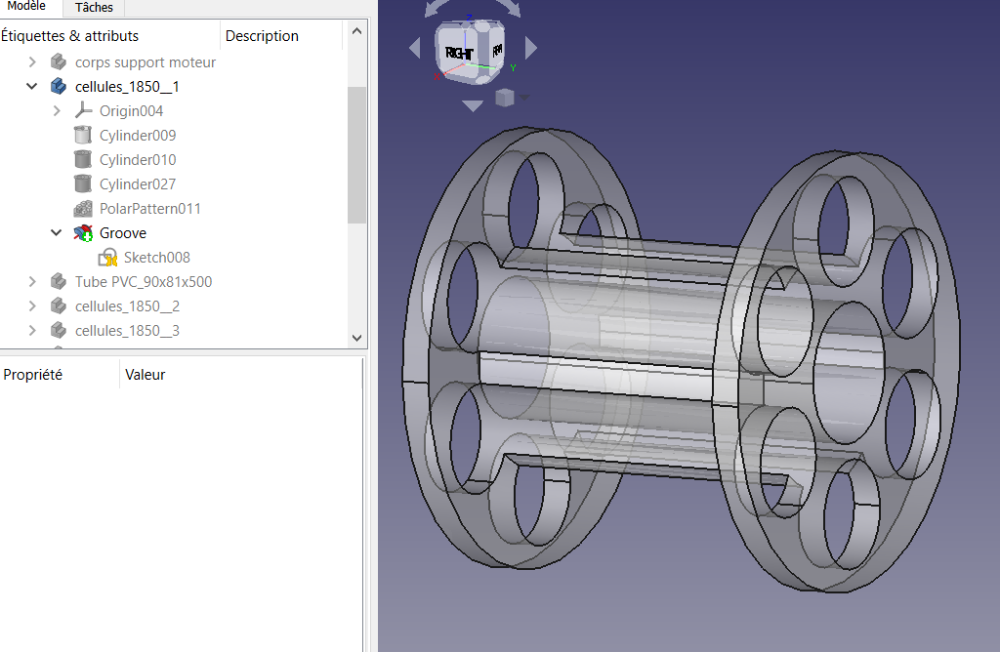 Modèle Tâches
Étiquettes & attributs Description
corps support moteur
cellules_1850__1
Origin004
Cylinder009
Cylinder010
Cylinder027
PolarPattern011
Groove
Sketch008
Tube PVC_90x81x500
cellules_1850__2
cellules_1850__3
Propriété Valeur
Z
RIGHT
Y